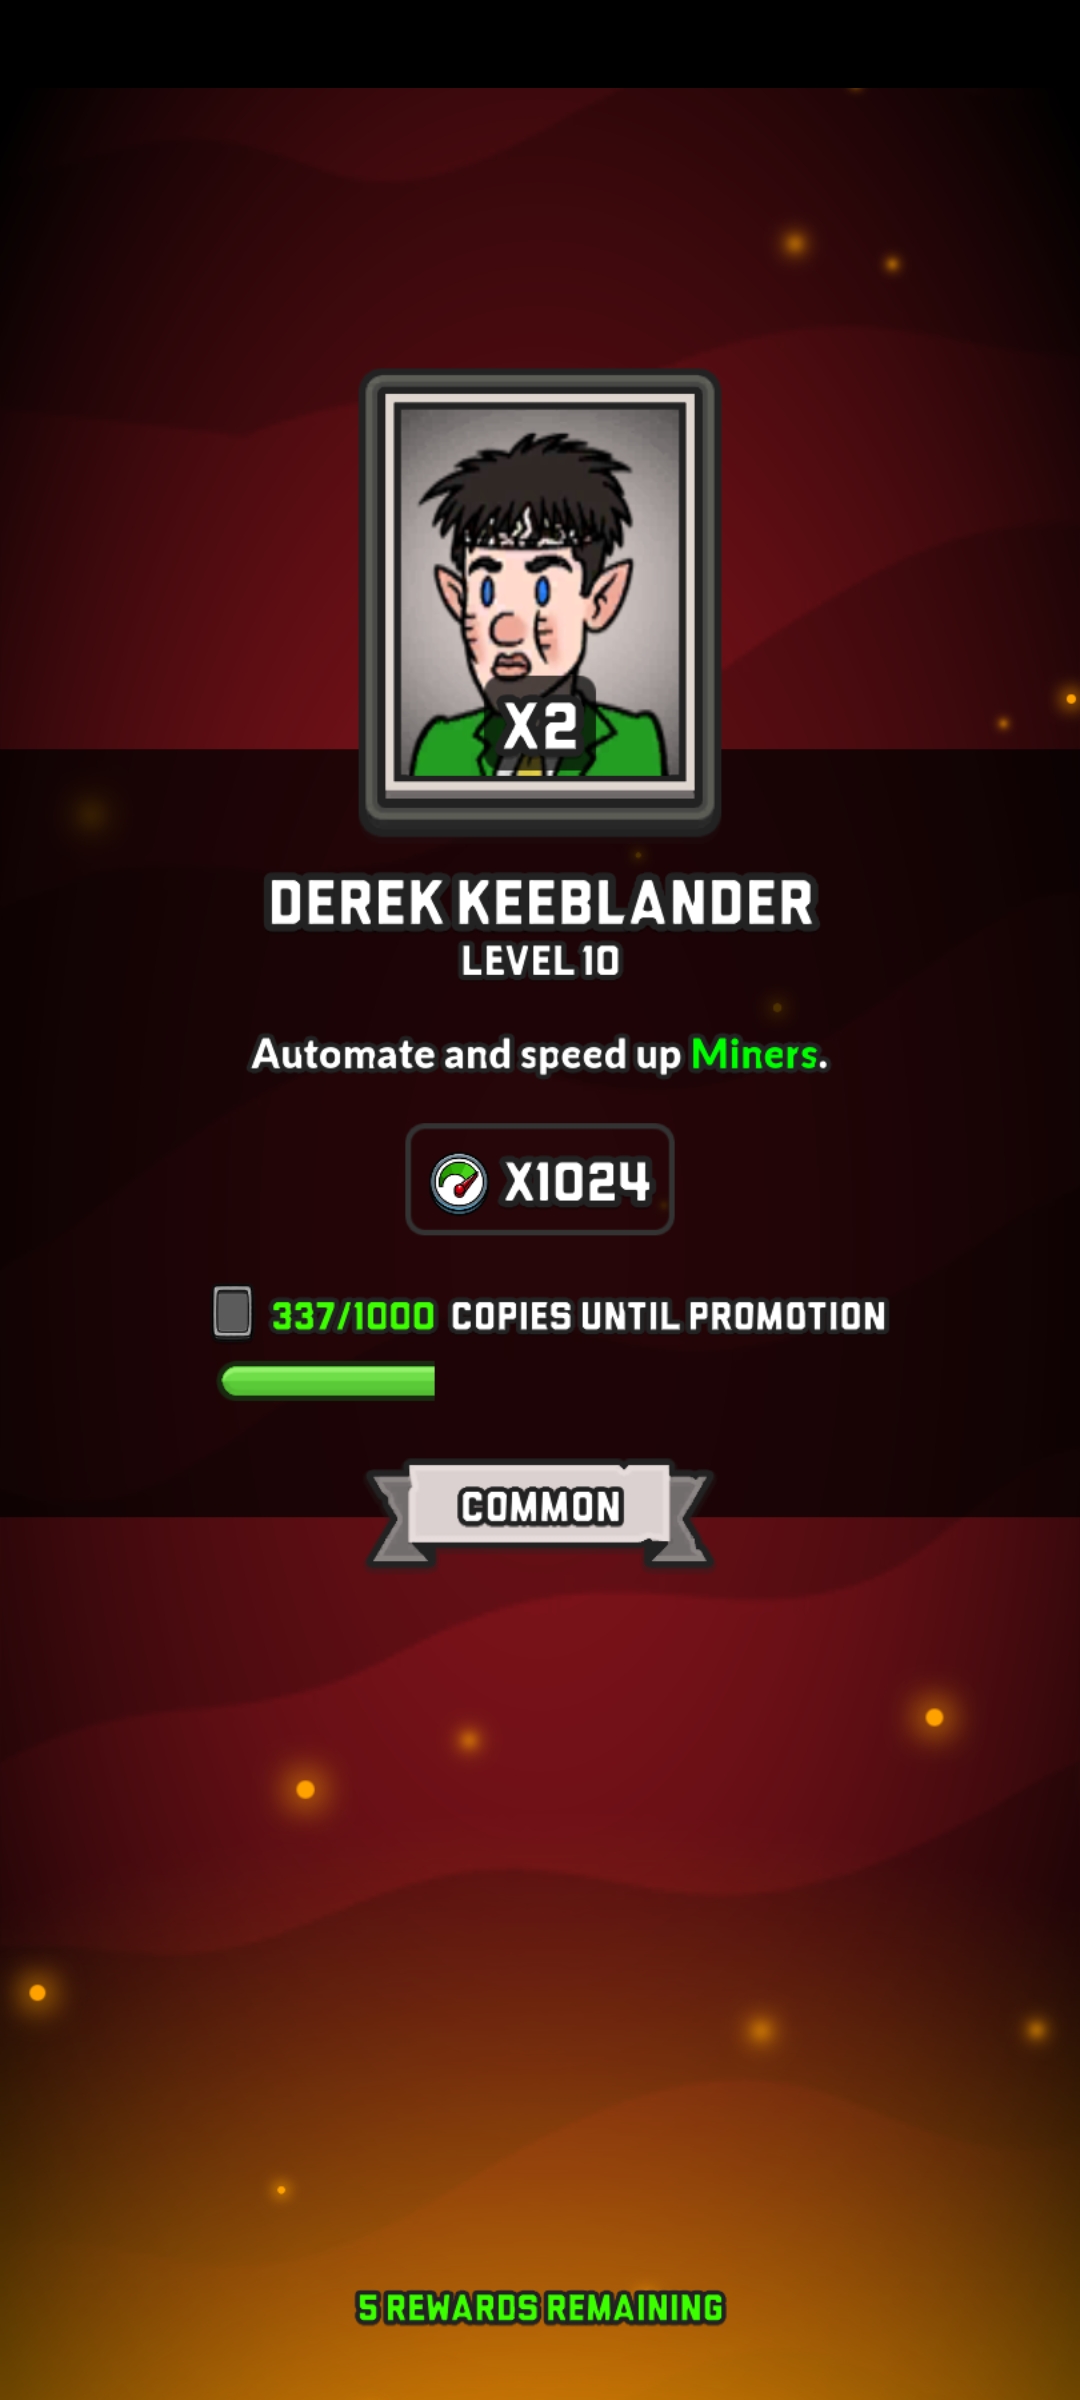 X2
DEREK KEEBLANDER
LEVEL 10
Automate and speed up Miners.
X1024
337/1000 COPIES UNTIL PROMOTION
COMMON
5 REWARDS REMAINING